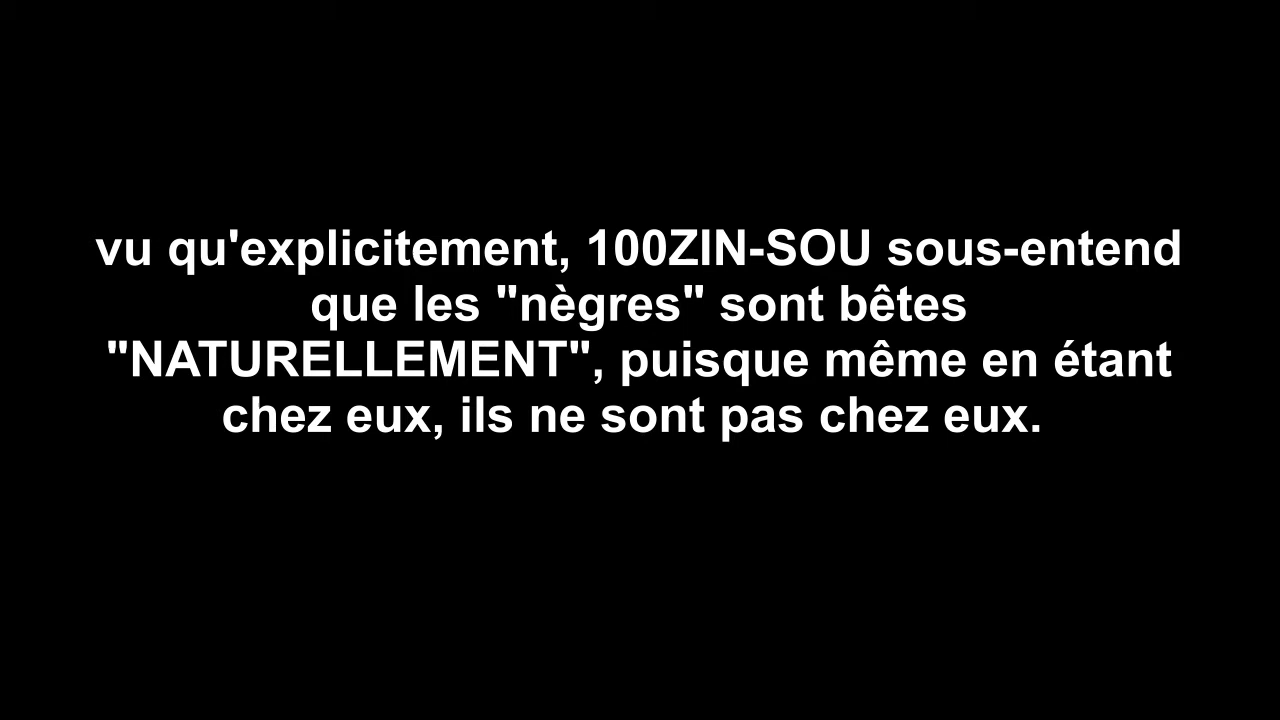 vu qu'explicitement, 100ZIN-SOU sous-entend
que les "nègres" sont bêtes
"NATURELLEMENT", puisque même en étant
chez eux, ils ne sont pas chez eux.